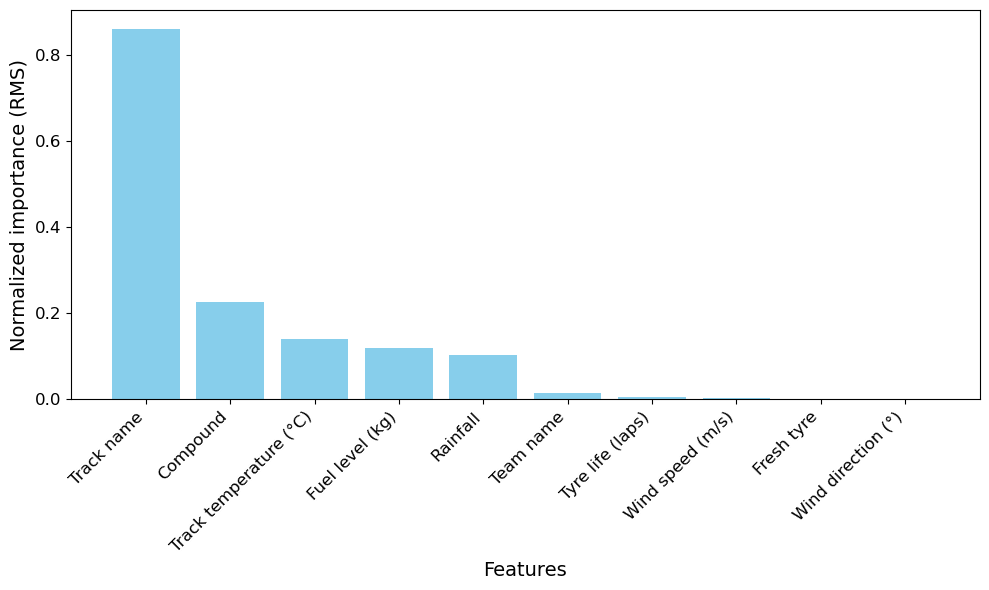 Normalized importance (RMS)
0.8
0.6
0.4
0.2
0.0
Track name
Compound
Track temperature (°C)
Fuel level (kg)
Rainfall
Team name
Tyre life (laps)
Wind speed (m/s)
Fresh tyre
Wind direction (°)
Features